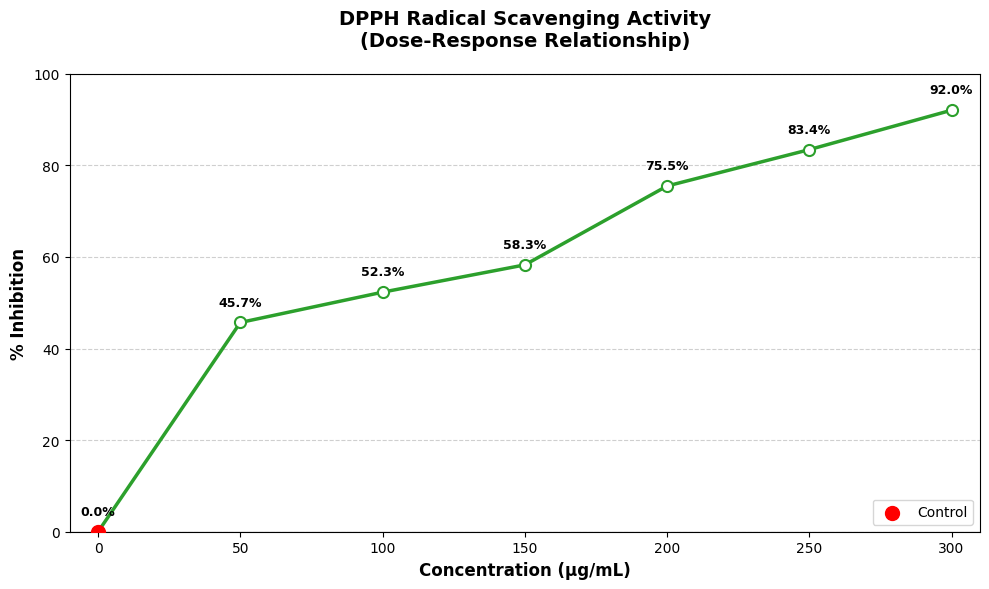 DPPH Radical Scavenging Activity
(Dose-Response Relationship)
% Inhibition
100
80
60
40
20
0
0.0%
45.7%
52.3%
58.3%
75.5%
83.4%
92.0%
Control
0 50 100 150 200 250 300
Concentration (µg/mL)